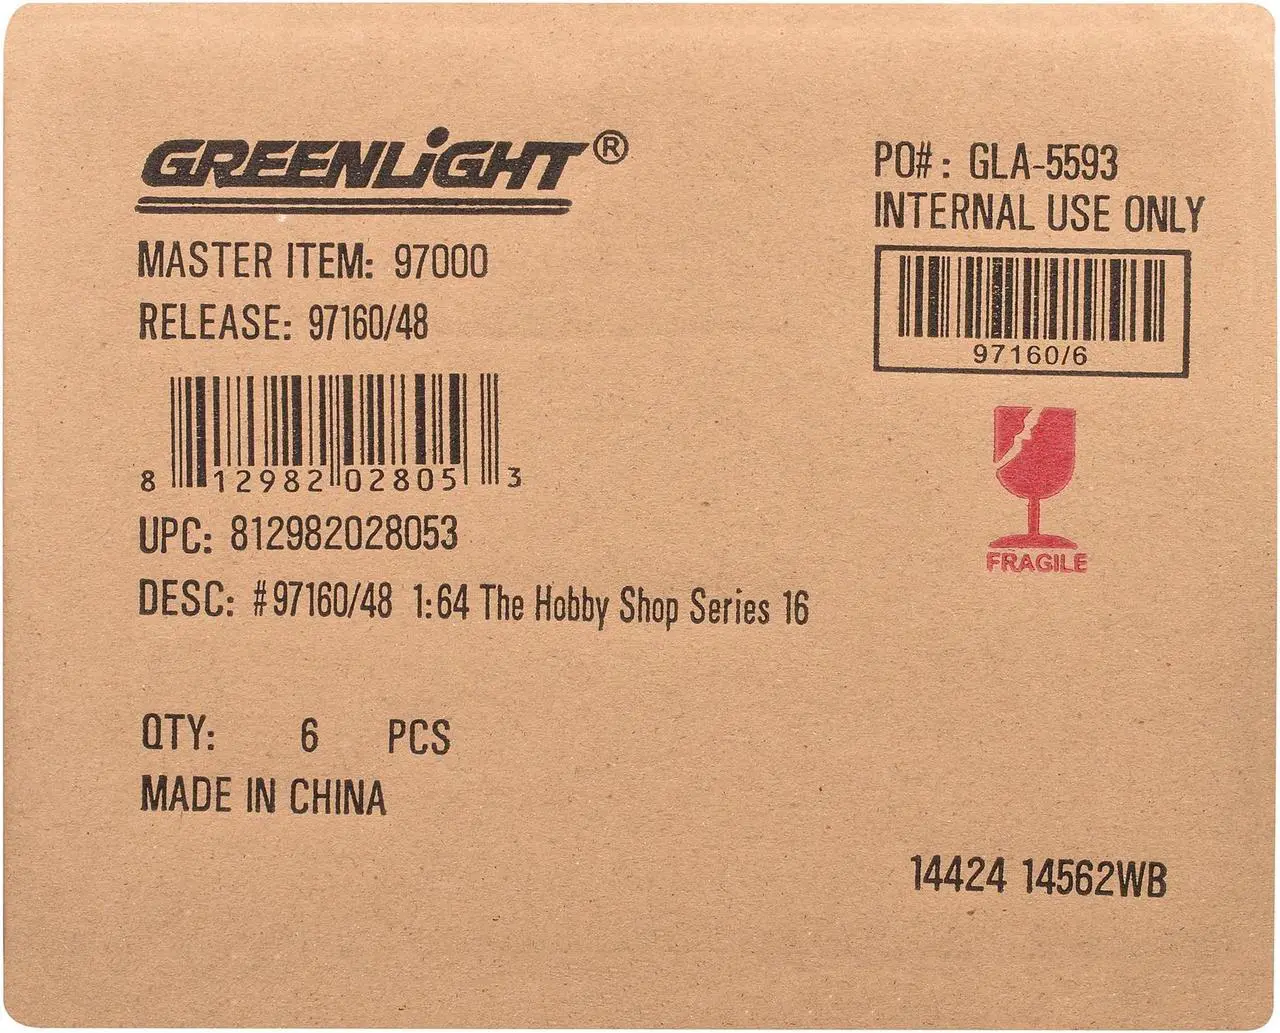 GREENLiGHT®
MASTER ITEM: 97000
RELEASE: 97160/48
8 12982 02805 3
UPC: 812982028053
DESC: #97160/48 1:64 The Hobby Shop Series 16
QTY: 6 PCS
MADE IN CHINA
PO#: GLA-5593
INTERNAL USE ONLY
97160/6
FRAGILE
14424 14562WB